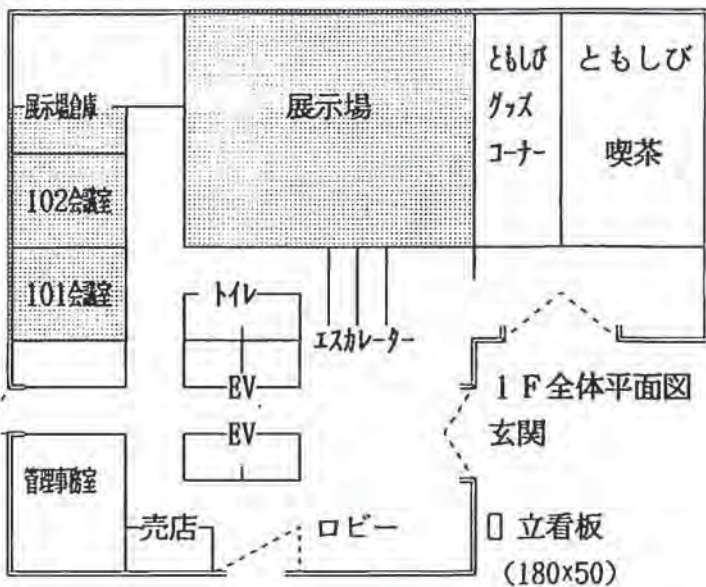 展示場倉庫
展示場
ともしび
グッズ
コーナー
ともしび
喫茶
102会議室
101会議室
トイレ
エスカレーター
EV
EV
1F全体平面図
玄関
管理事務室
売店
ロビー
立看板
(180x50)